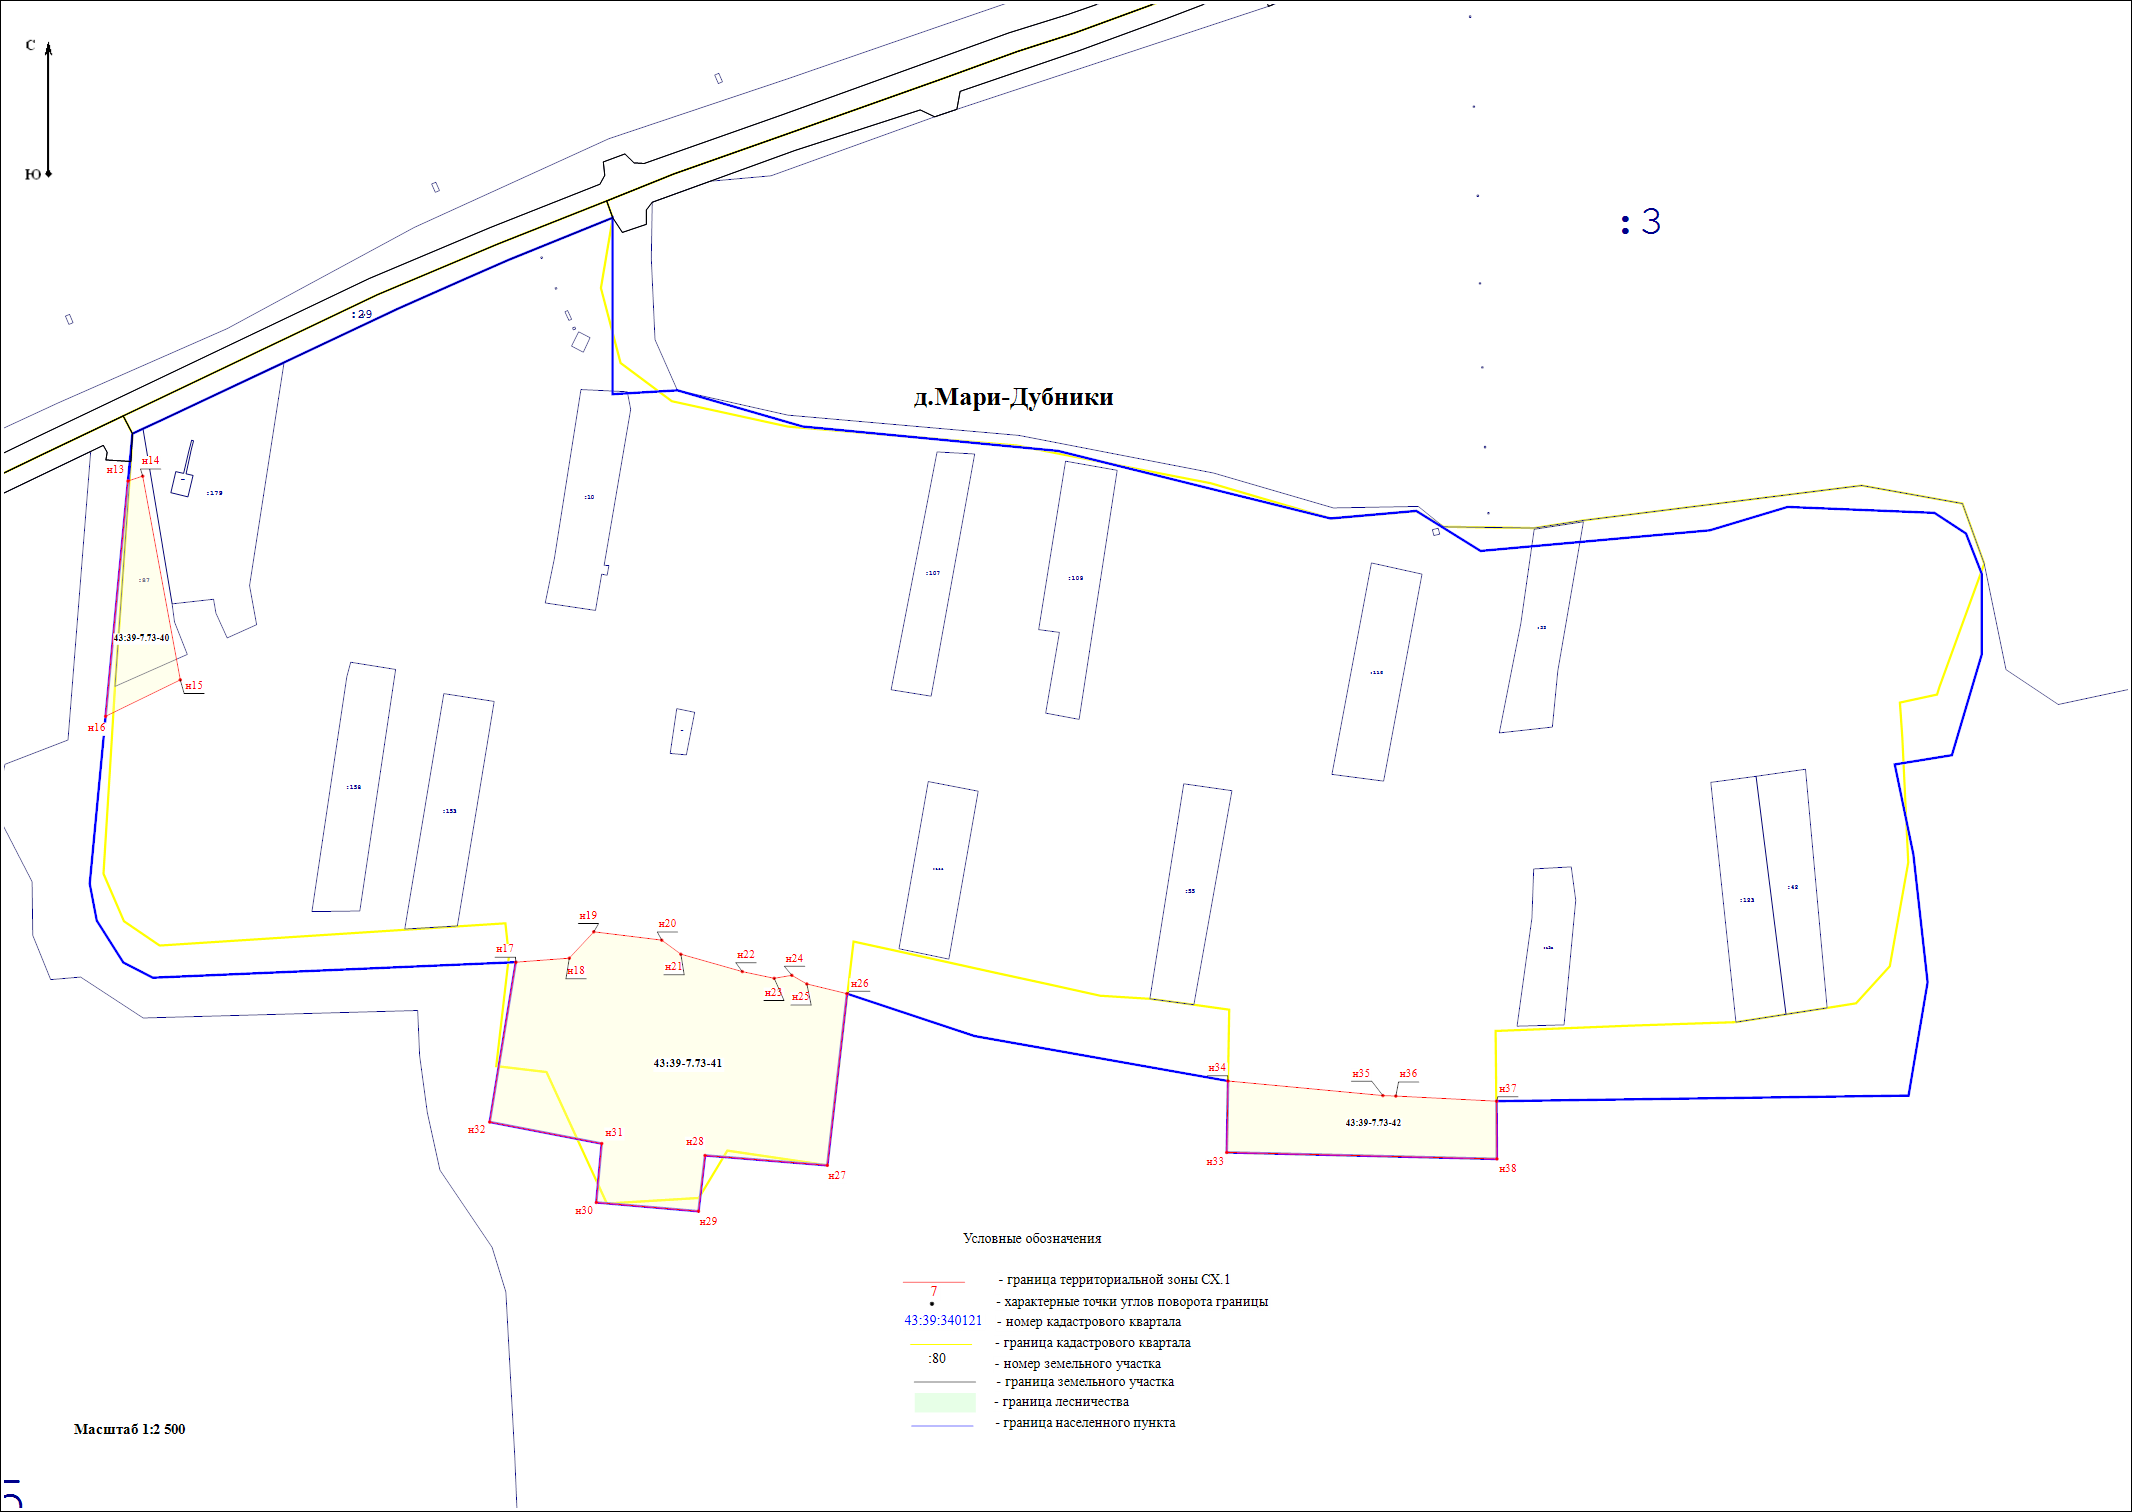 С
Ю
:3
:29
д.Мари-Дубники
н13
н14
:179
:10
:107
:109
:87
43:39-7.73-40
н15
н16
:158
:153
:55
:123
:42
н17
н18
н19
н20
н21
н22
н23
н24
н25
н26
43:39-7.73-41
н34
н35
н36
н37
43:39-7.73-42
н32
н31
н28
н27
н33
н38
н30
н29
Условные обозначения
- граница территориальной зоны СХ.1
7
- характерные точки углов поворота границы
43:39:340121 - номер кадастрового квартала
- граница кадастрового квартала
:80 - номер земельного участка
- граница земельного участка
- граница лесничества
- граница населенного пункта
Масштаб 1:2 500